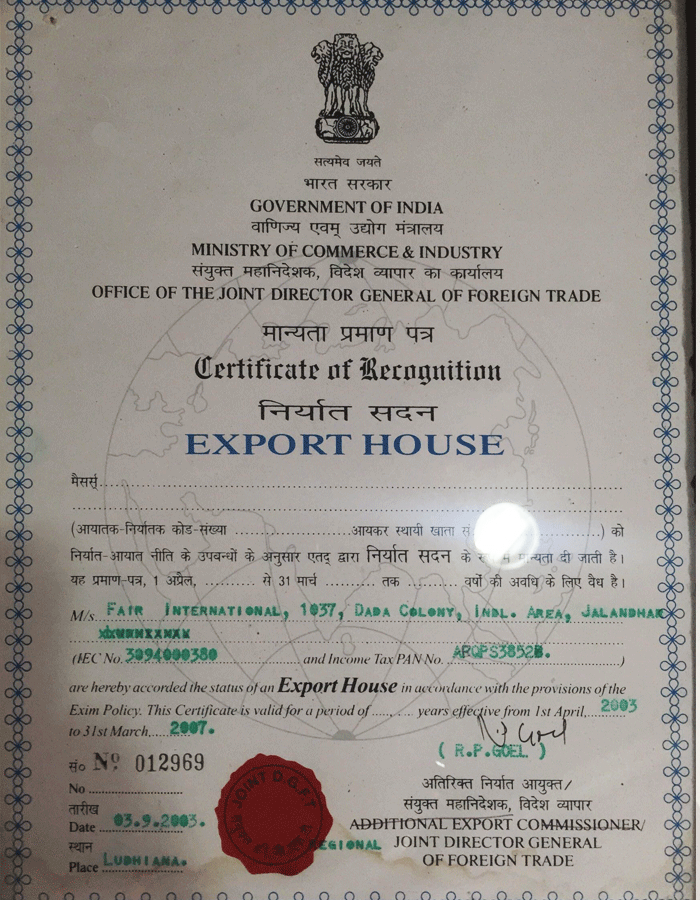 सत्यमेव जयते
भारत सरकार
GOVERNMENT OF INDIA
वाणिज्य एवम् उद्योग मंत्रालय
MINISTRY OF COMMERCE & INDUSTRY
संयुक्त महानिदेशक, विदेश व्यापार का कार्यालय
OFFICE OF THE JOINT DIRECTOR GENERAL OF FOREIGN TRADE
मान्यता प्रमाण पत्र
Certificate of Recognition
निर्यात सदन
EXPORT HOUSE
मैसर्स
(आयातक-निर्यातक कोड-संख्या ....................आयकर स्थायी खाता सं ....................) को
निर्यात-आयात नीति के उपबन्धों के अनुसार एतद् द्वारा निर्यात सदन के में मान्यता दी जाती है।
यह प्रमाण-पत्र, 1 अप्रैल, .......... से 31 मार्च .......... तक .......... वर्षों की अवधि के लिए वैध है।
M/s. FAIR INTERNATIONAL, 1037, DADA COLONY, INDL. AREA, JALANDHAR
(IEC No. 3094000380 ....................and Income Tax PAN No. ARQPS3852B. ....................)
are hereby accorded the status of an Export House in accordance with the provisions of the
Exim Policy. This Certificate is valid for a period of ......... years effective from 1st April, 2003
to 31st March, 2007.
R.P. Goel
( R.P.GOEL )
सं० Nº 012969
No
तारीख
Date 03.9.2003.
स्थान
Place LUDHIANA.
JOINT D.G.F.T
अतिरिक्त निर्यात आयुक्त/
संयुक्त महानिदेशक, विदेश व्यापार
ADDITIONAL EXPORT COMMISSIONER/
REGIONAL JOINT DIRECTOR GENERAL
OF FOREIGN TRADE